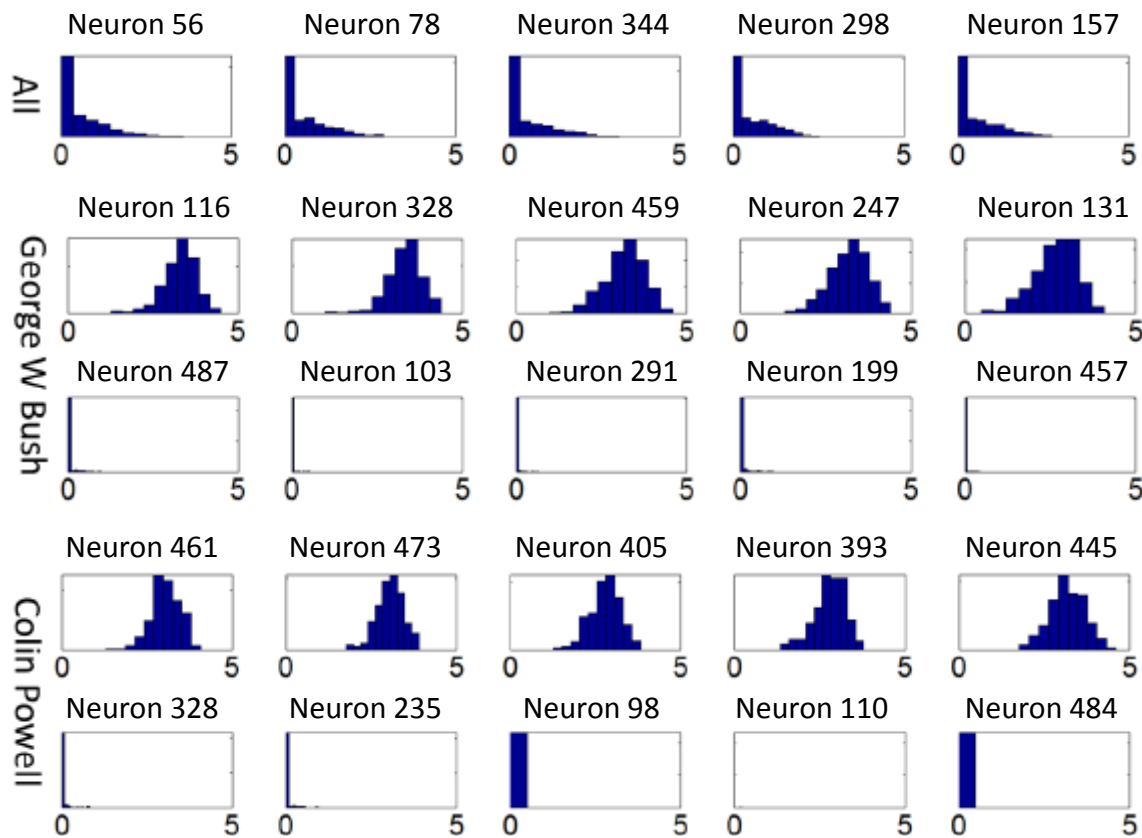 All
Neuron 56 Neuron 78 Neuron 344 Neuron 298 Neuron 157
0 5 0 5 0 5 0 5 0 5
George W Bush
Neuron 116 Neuron 328 Neuron 459 Neuron 247 Neuron 131
0 5 0 5 0 5 0 5 0 5
Neuron 487 Neuron 103 Neuron 291 Neuron 199 Neuron 457
0 5 0 5 0 5 0 5 0 5
Colin Powell
Neuron 461 Neuron 473 Neuron 405 Neuron 393 Neuron 445
0 5 0 5 0 5 0 5 0 5
Neuron 328 Neuron 235 Neuron 98 Neuron 110 Neuron 484
0 5 0 5 0 5 0 5 0 5